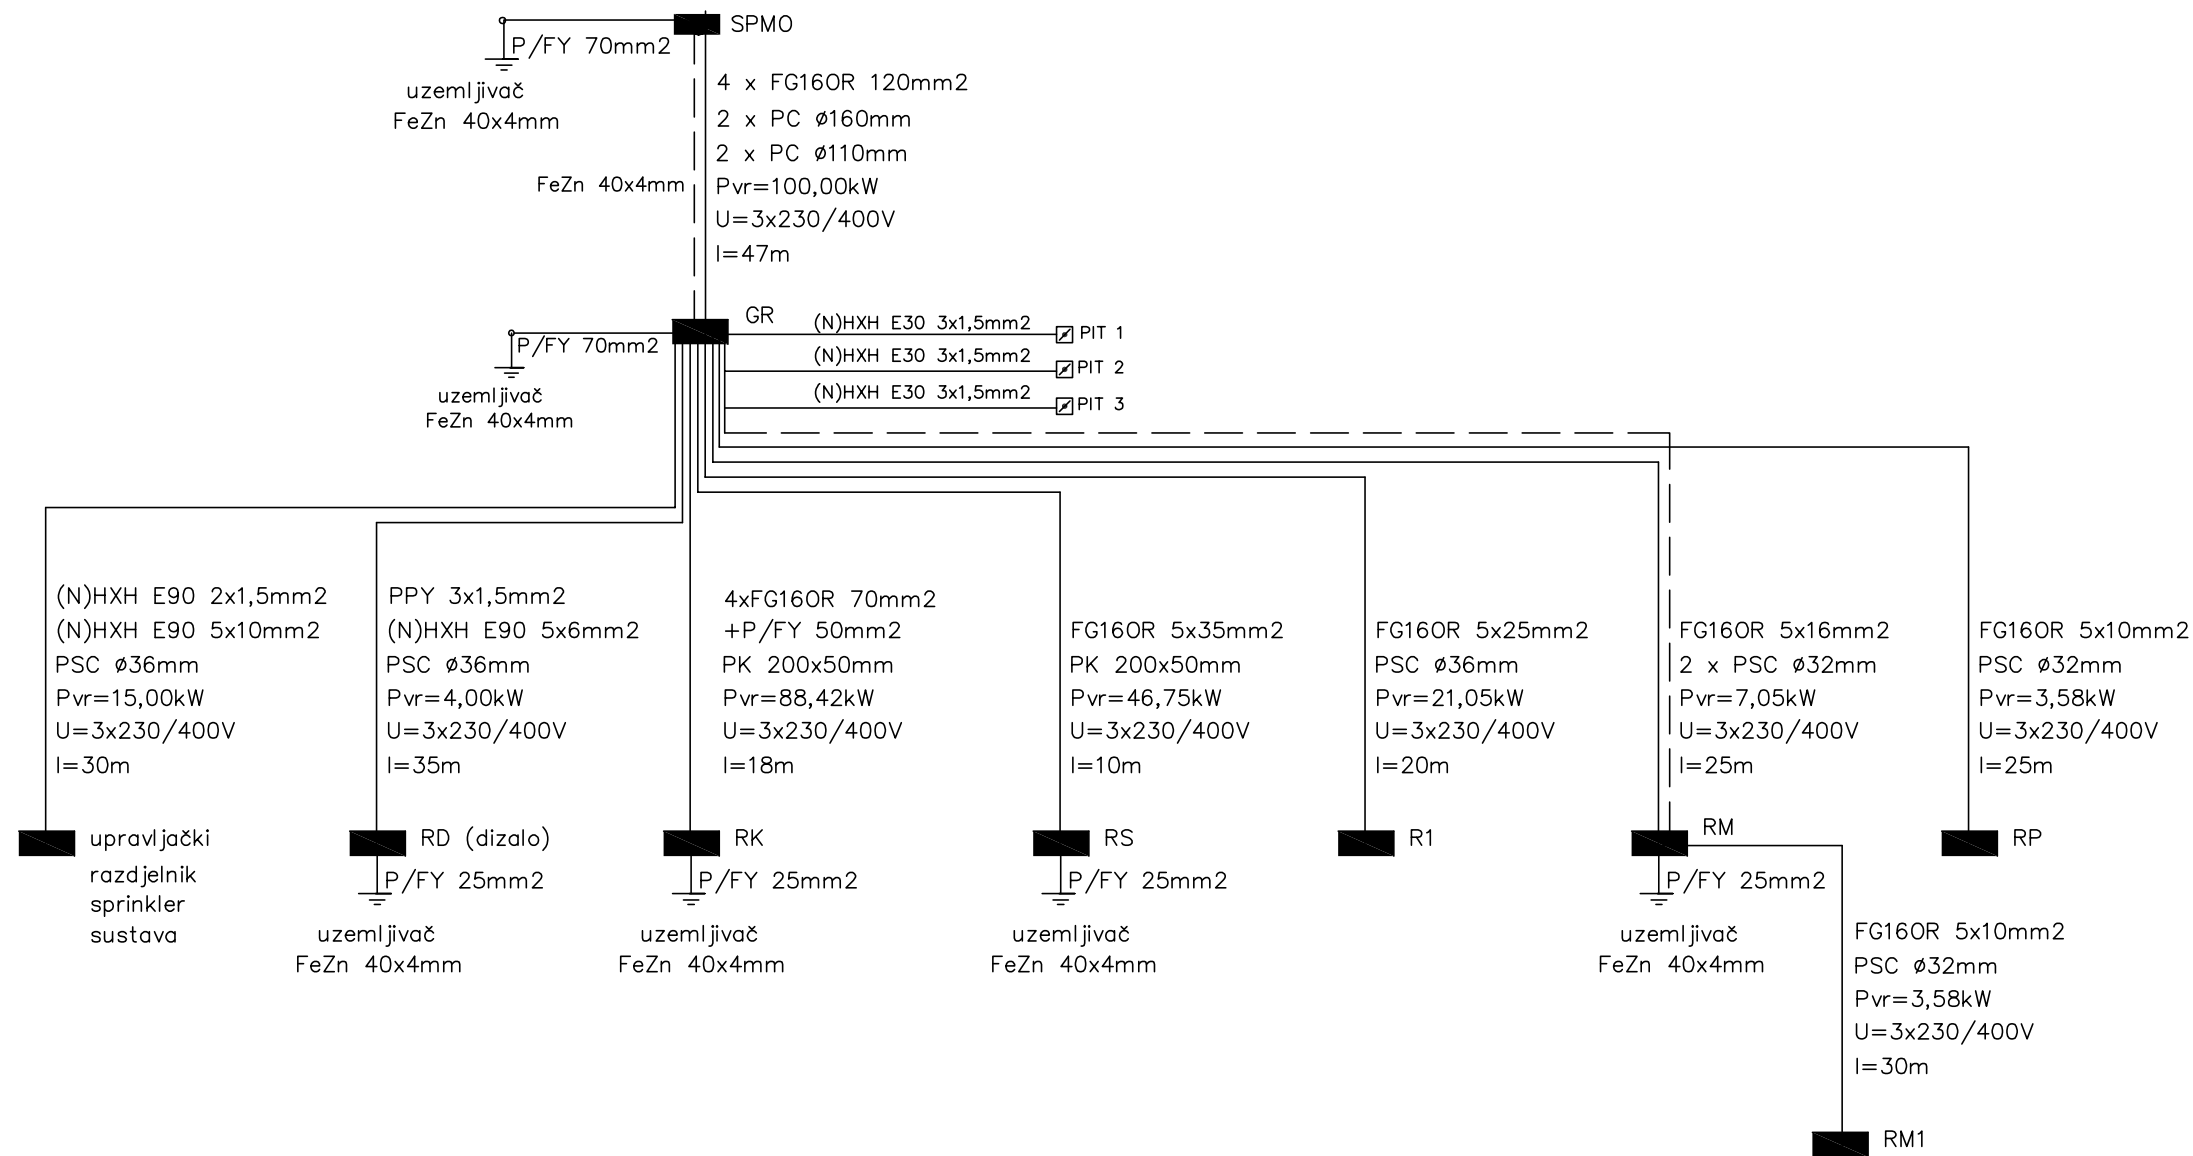 SPMO
P/FY 70mm2
uzemljivač
FeZn 40x4mm
4 x FG16OR 120mm2
2 x PC ø160mm
2 x PC ø110mm
FeZn 40x4mm
Pvr=100,00kW
U=3x230/400V
l=47m
GR
(N)HXH E30 3x1,5mm2
PIT 1
P/FY 70mm2
(N)HXH E30 3x1,5mm2
PIT 2
uzemljivač
FeZn 40x4mm
(N)HXH E30 3x1,5mm2
PIT 3
(N)HXH E90 2x1,5mm2
(N)HXH E90 5x10mm2
PSC ø36mm
Pvr=15,00kW
U=3x230/400V
l=30m
upravljački
razdjelnik
sprinkler
sustava
PPY 3x1,5mm2
(N)HXH E90 5x6mm2
PSC ø36mm
Pvr=4,00kW
U=3x230/400V
l=35m
RD (dizalo)
P/FY 25mm2
uzemljivač
FeZn 40x4mm
4xFG16OR 70mm2
+P/FY 50mm2
PK 200x50mm
Pvr=88,42kW
U=3x230/400V
l=18m
RK
P/FY 25mm2
uzemljivač
FeZn 40x4mm
FG16OR 5x35mm2
PK 200x50mm
Pvr=46,75kW
U=3x230/400V
l=10m
RS
P/FY 25mm2
uzemljivač
FeZn 40x4mm
FG16OR 5x25mm2
PSC ø36mm
Pvr=21,05kW
U=3x230/400V
l=20m
R1
FG16OR 5x16mm2
2 x PSC ø32mm
Pvr=7,05kW
U=3x230/400V
l=25m
RM
P/FY 25mm2
uzemljivač
FeZn 40x4mm
FG16OR 5x10mm2
PSC ø32mm
Pvr=3,58kW
U=3x230/400V
l=25m
RP
FG16OR 5x10mm2
PSC ø32mm
Pvr=3,58kW
U=3x230/400V
l=30m
RM1